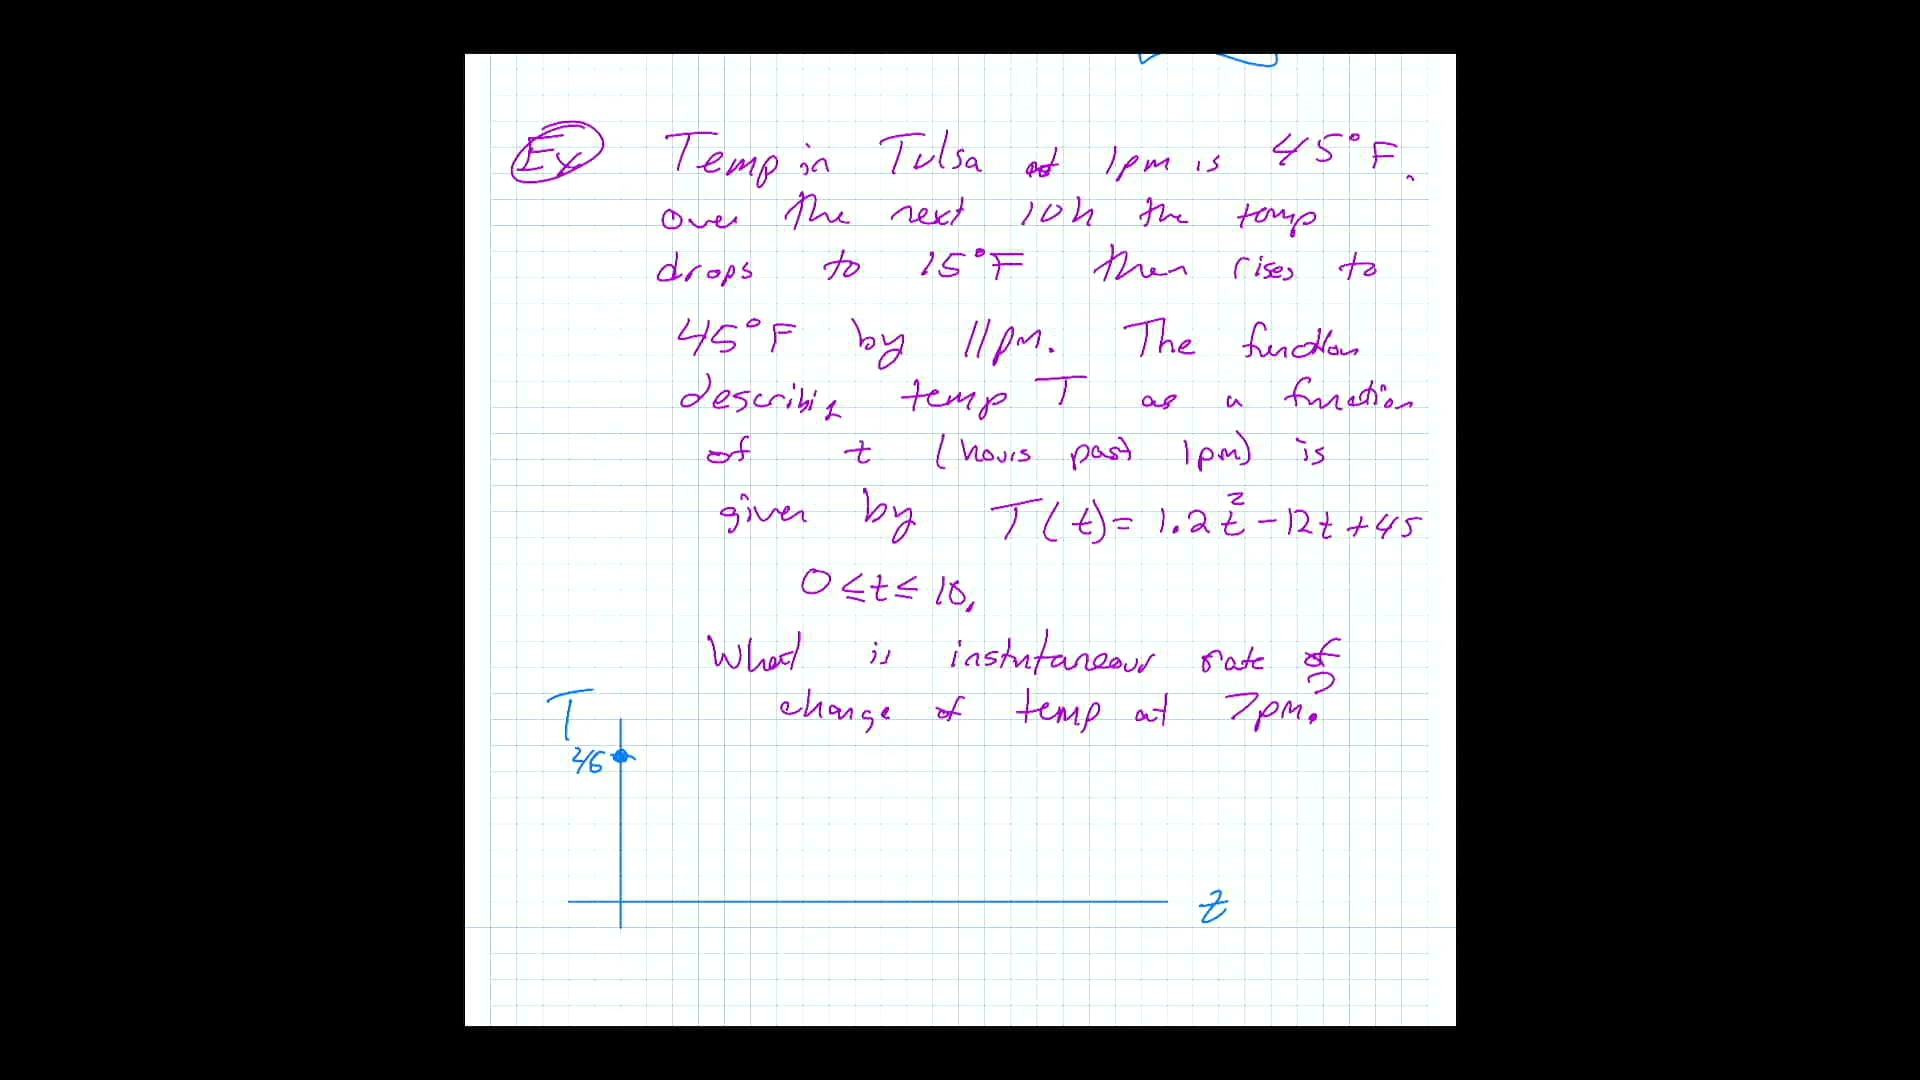 Ex Temp in Tulsa at 1pm is 45°F.
over the next 10h the temp
drops to 15°F then rises to
45°F by 11pm. The function
describing temp T as a function
of t (hours past 1pm) is
given by T(t)= 1.2t² - 12t + 45
0 ≤ t ≤ 10.
What is instantaneous rate of
change of temp at 7pm?
T
45
t